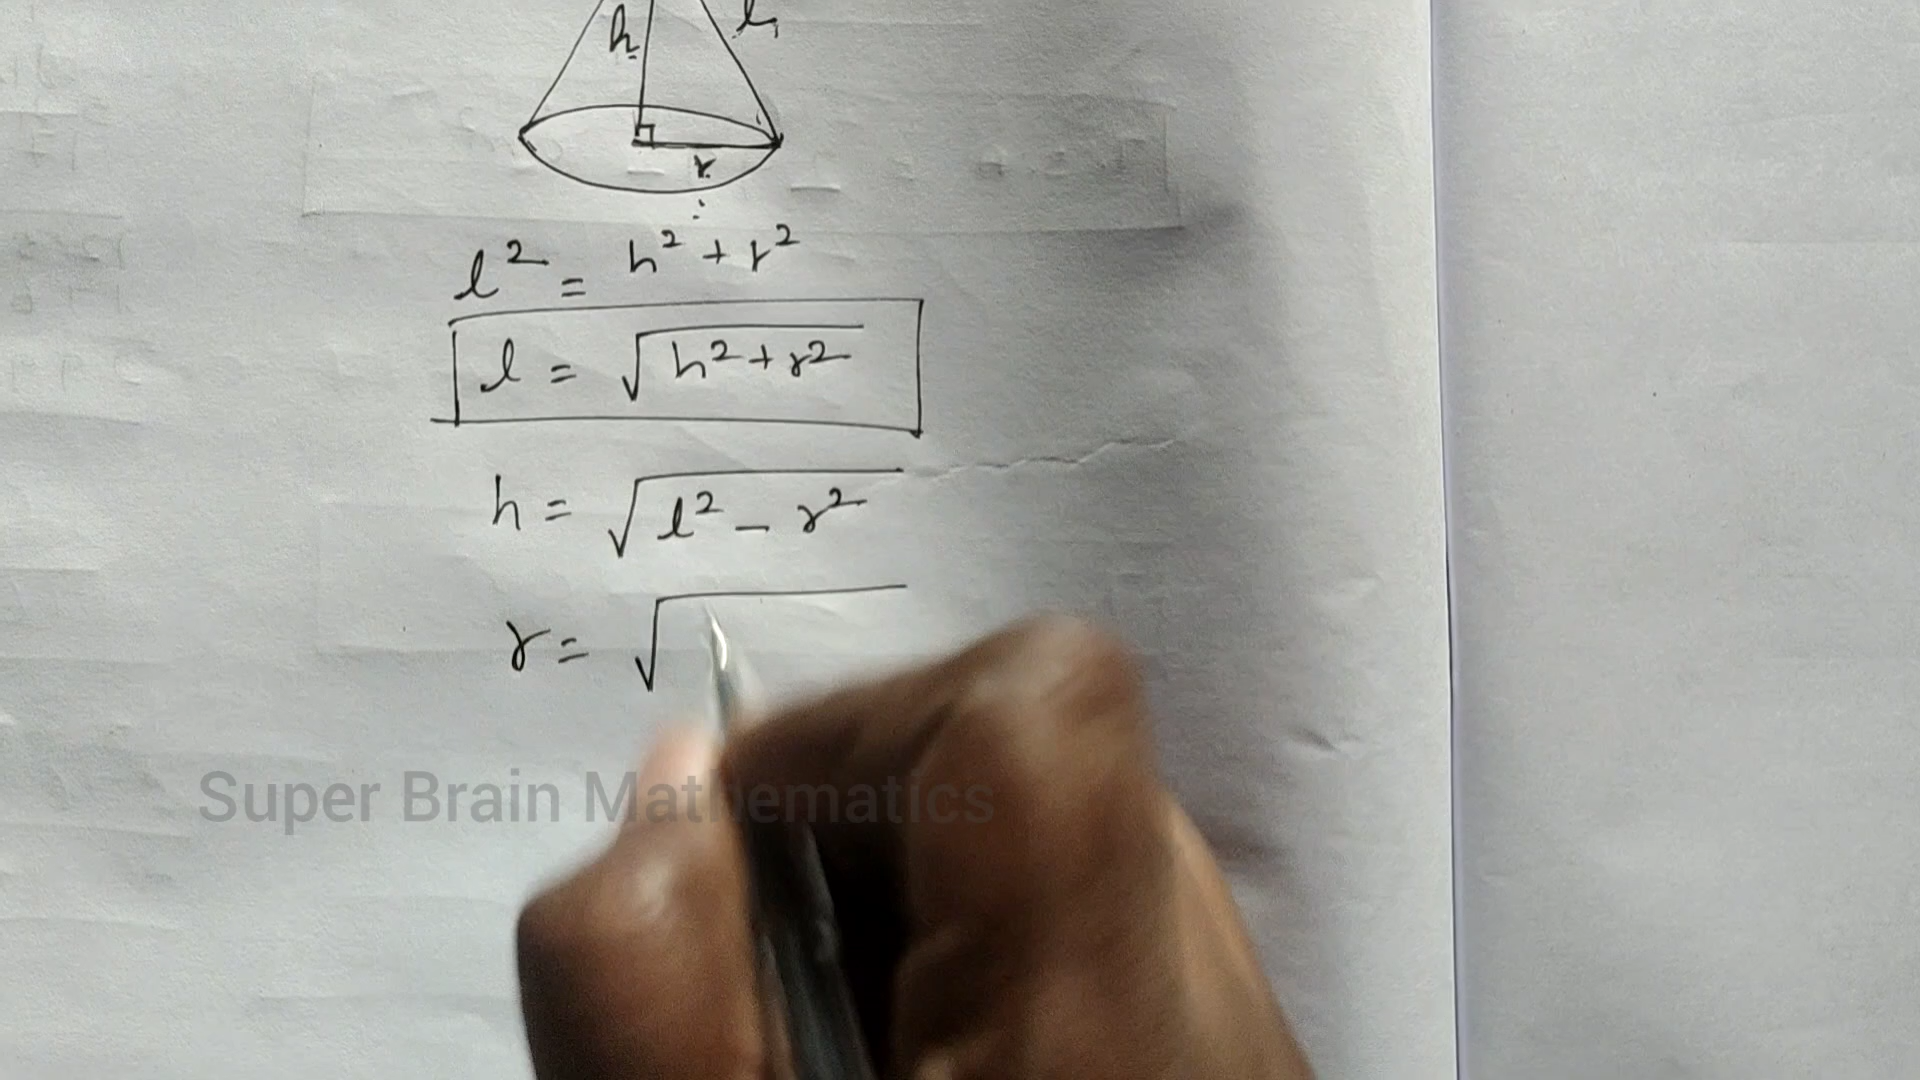 h l
r
l² = h² + r²
l = √(h² + r²)
h = √(l² − r²)
r = √
Super Brain Mathematics